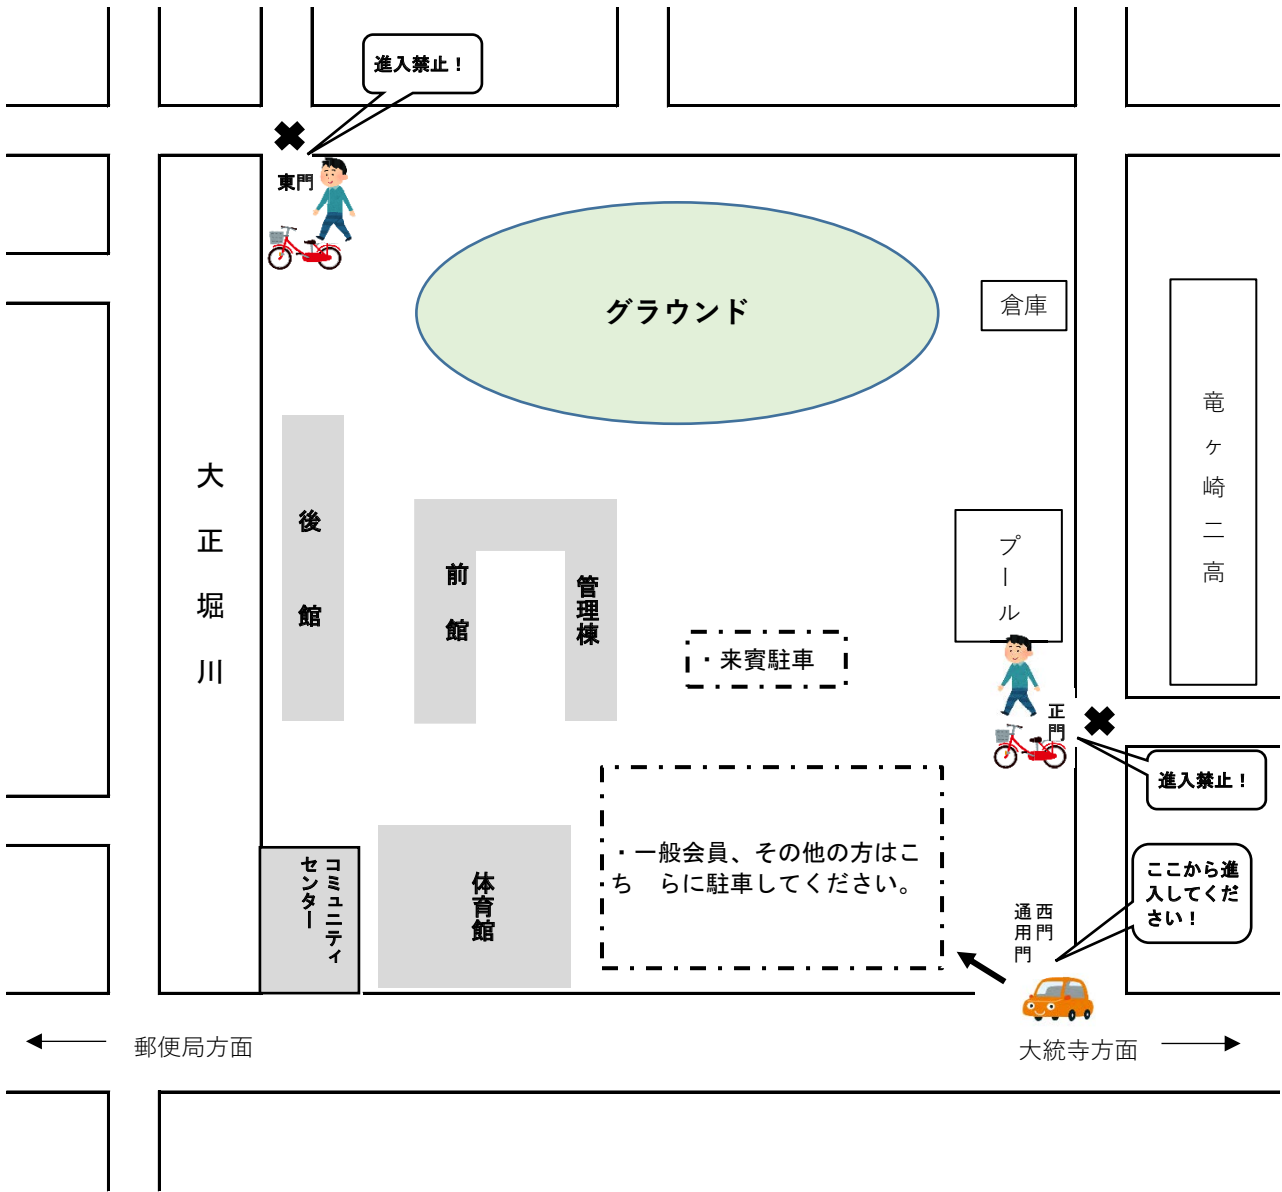 進入禁止！
東門
グラウンド
倉庫
竜ヶ崎二高
大正堀川
後館
前館
管理棟
プール
・来賓駐車
正門
進入禁止！
・一般会員、その他の方はこ
ち　らに駐車してください。
ここから進
入してくだ
さい！
コミュニティ
センター
体育館
西門
通用門
郵便局方面
大統寺方面